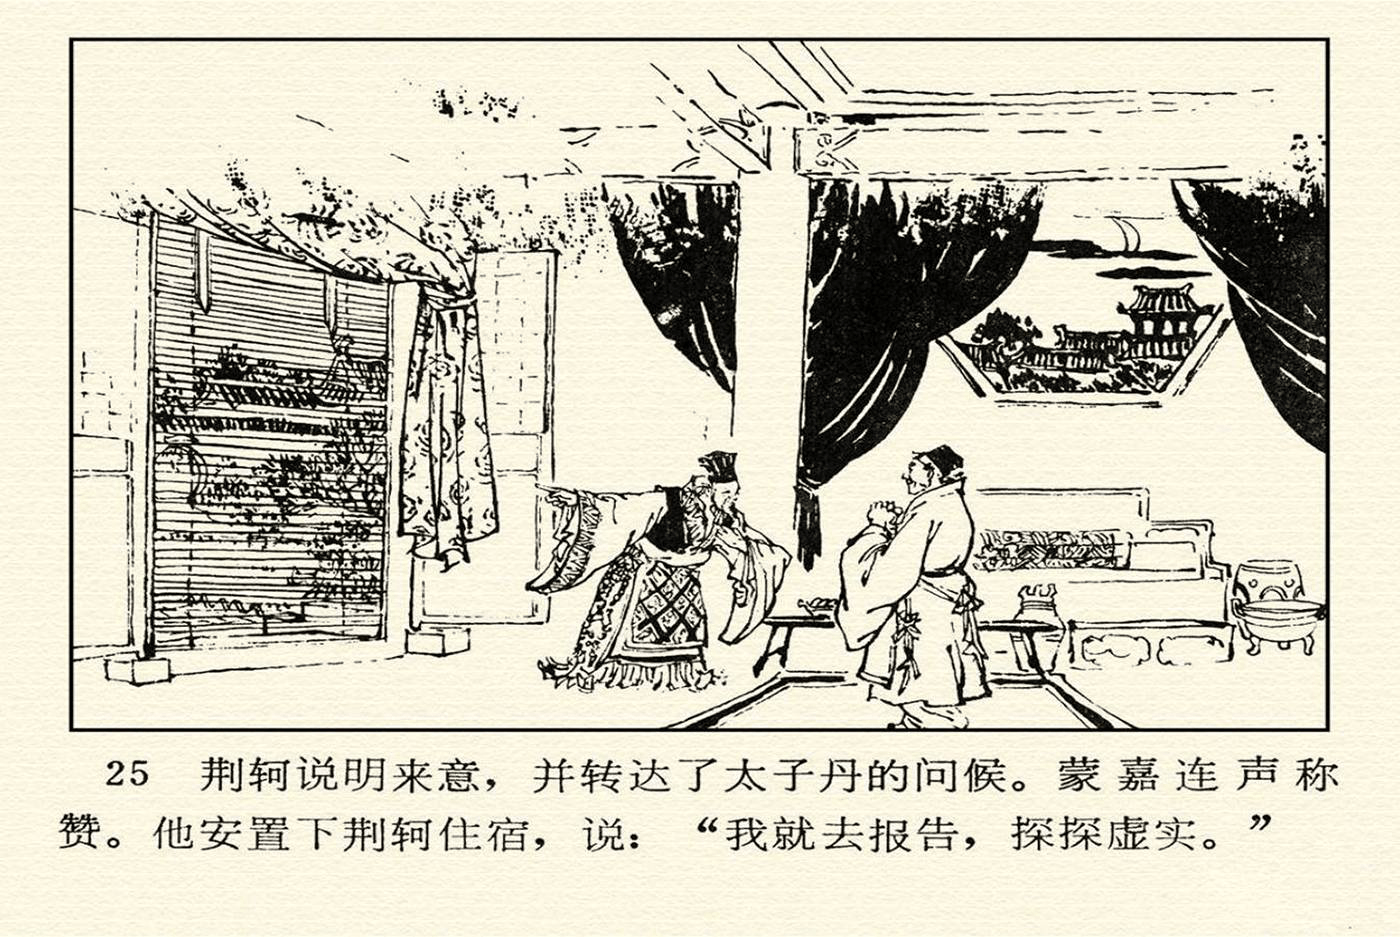 25 荆轲说明来意，并转达了太子丹的问候。蒙嘉连声称
赞。他安置下荆轲住宿，说：“我就去报告，探探虚实。”